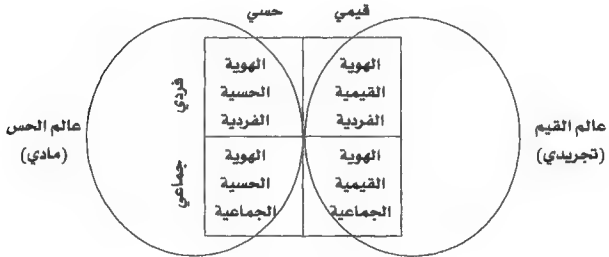 قيمي حسي
الهوية الهوية
القيمية الحسية
الفردية الفردية
فردي
عالم القيم عالم الحس
(تجريدي) (مادي)
الهوية الهوية
القيمية الحسية
الجماعية الجماعية
جماعي